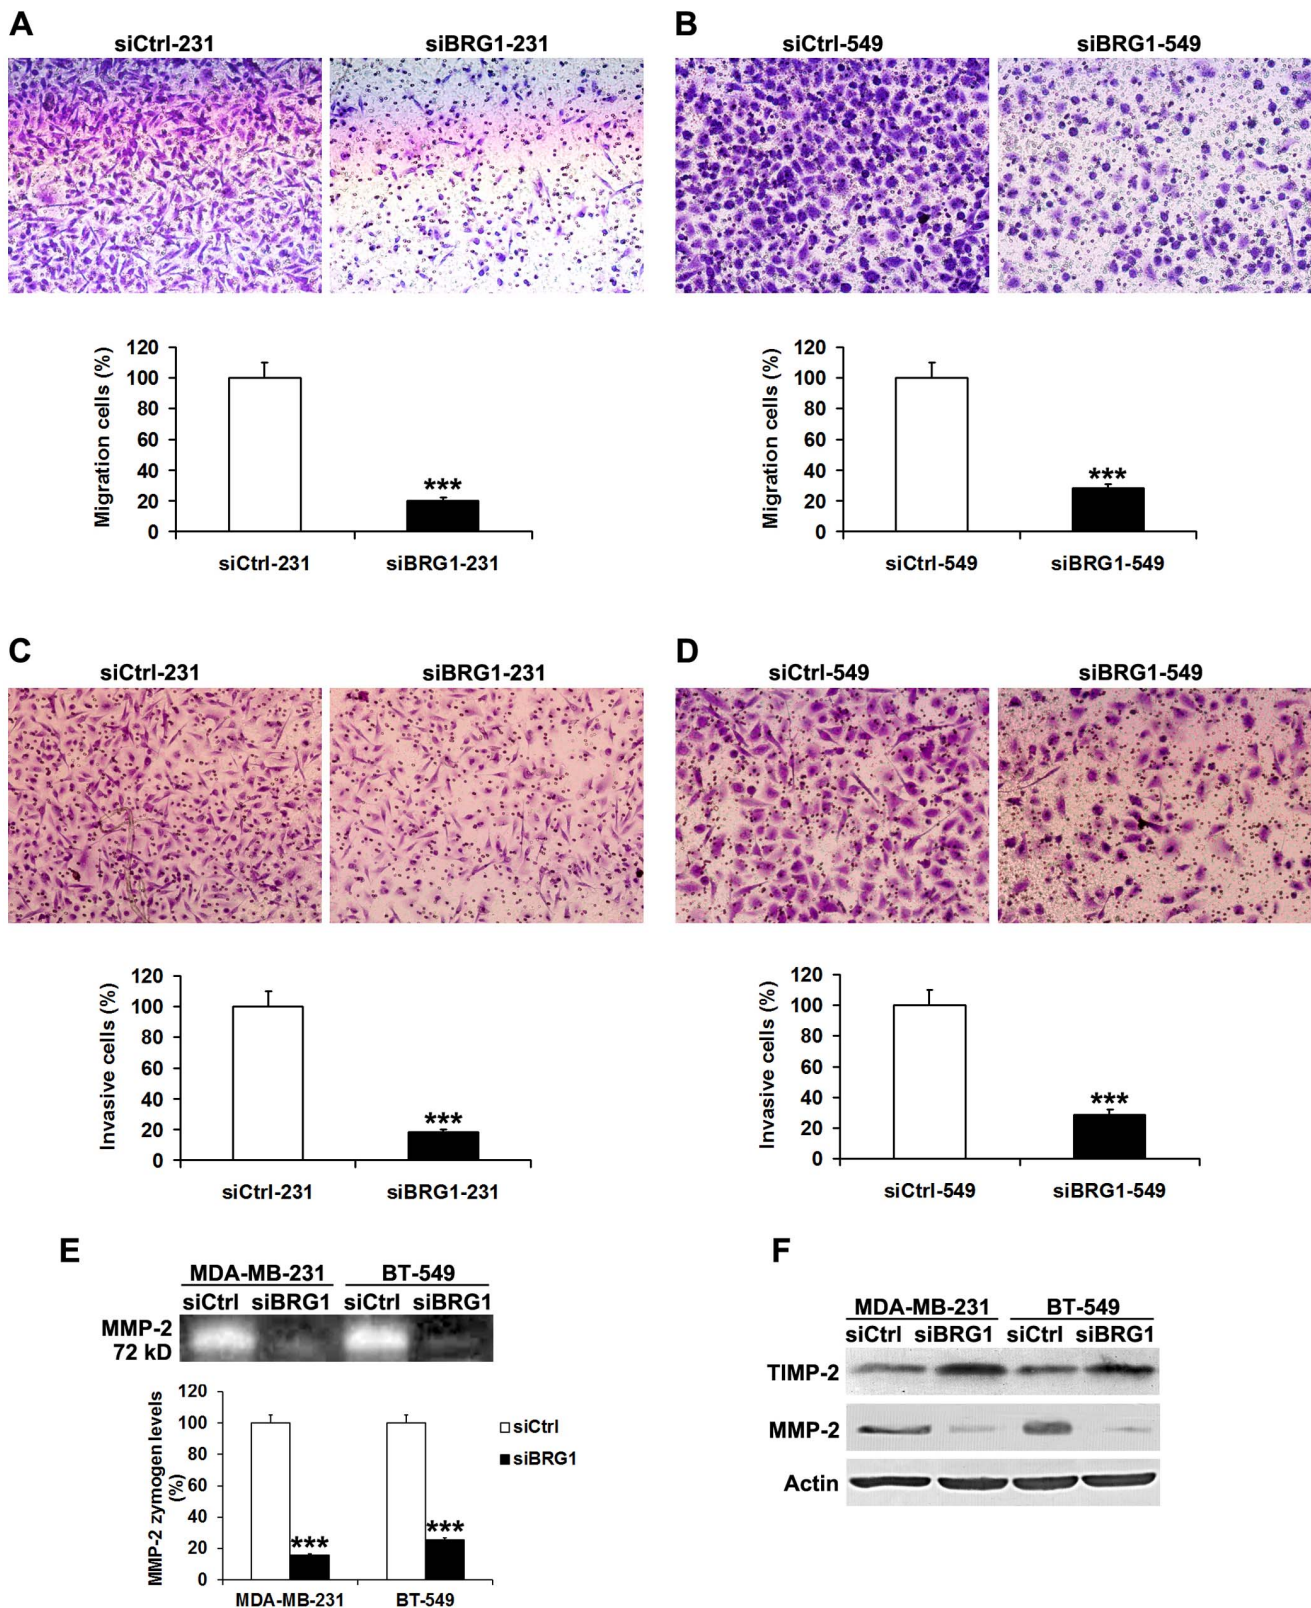 A
siCtrl-231 siBRG1-231
B
siCtrl-549 siBRG1-549
120
100
80
60
40
20
0
Migration cells (%)
***
siCtrl-231 siBRG1-231
120
100
80
60
40
20
0
Migration cells (%)
***
siCtrl-549 siBRG1-549
C
siCtrl-231 siBRG1-231
D
siCtrl-549 siBRG1-549
120
100
80
60
40
20
0
Invasive cells (%)
***
siCtrl-231 siBRG1-231
120
100
80
60
40
20
0
Invasive cells (%)
***
siCtrl-549 siBRG1-549
E
MDA-MB-231 BT-549
siCtrl siBRG1 siCtrl siBRG1
MMP-2
72 kD
120
100
80
60
40
20
0
MMP-2 zymogen levels
(%)
*** ***
siCtrl
siBRG1
MDA-MB-231 BT-549
F
MDA-MB-231 BT-549
siCtrl siBRG1 siCtrl siBRG1
TIMP-2
MMP-2
Actin